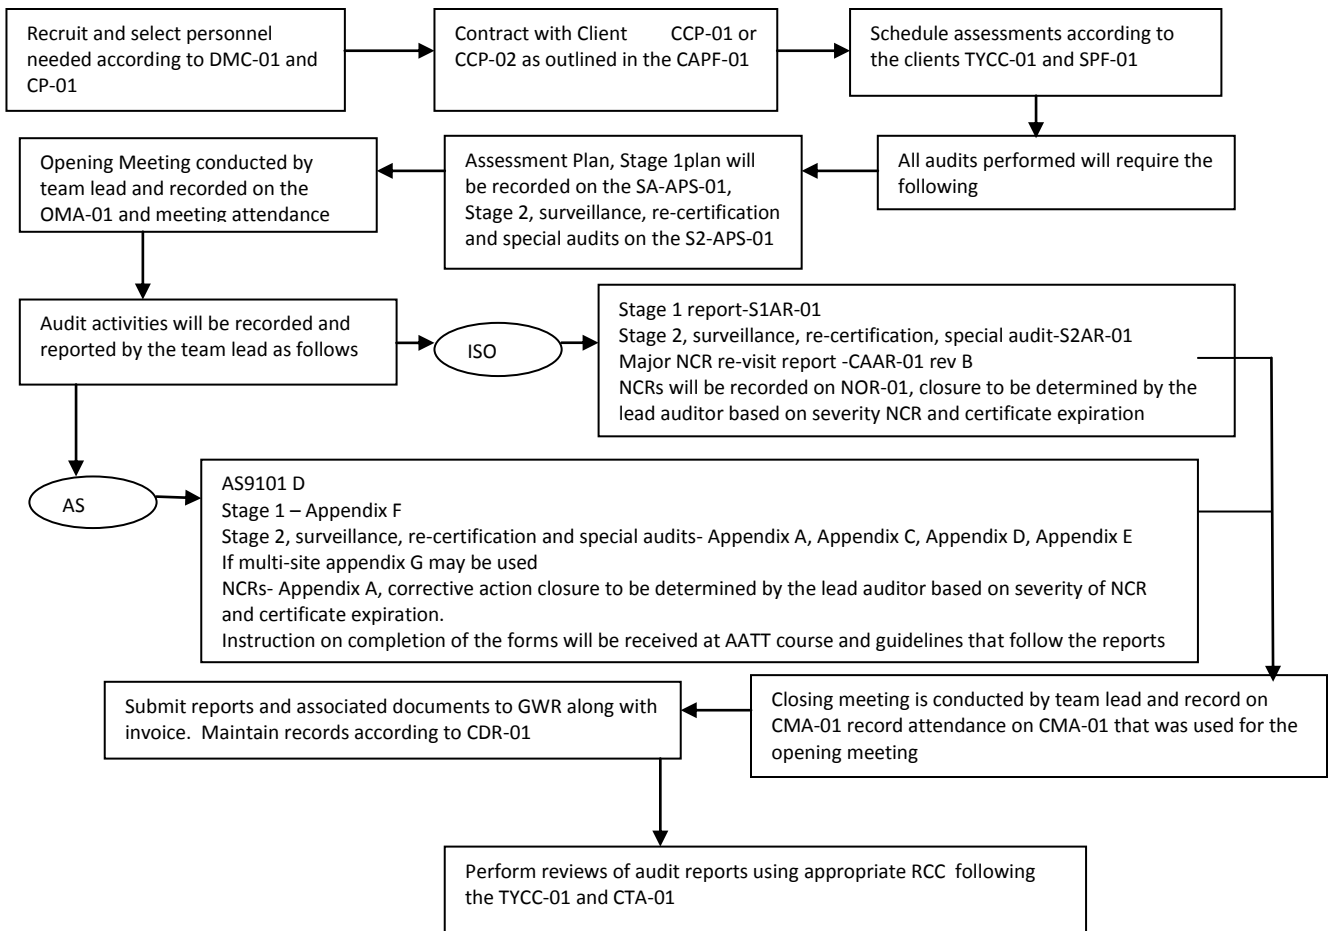 Recruit and select personnel
needed according to DMC-01 and
CP-01
Contract with Client CCP-01 or
CCP-02 as outlined in the CAPF-01
Schedule assessments according to
the clients TYCC-01 and SPF-01
All audits performed will require the
following
Assessment Plan, Stage 1plan will
be recorded on the SA-APS-01,
Stage 2, surveillance, re-certification
and special audits on the S2-APS-01
Opening Meeting conducted by
team lead and recorded on the
OMA-01 and meeting attendance
Audit activities will be recorded and
reported by the team lead as follows
ISO
Stage 1 report-S1AR-01
Stage 2, surveillance, re-certification, special audit-S2AR-01
Major NCR re-visit report -CAAR-01 rev B
NCRs will be recorded on NOR-01, closure to be determined by the
lead auditor based on severity NCR and certificate expiration
AS
AS9101 D
Stage 1 – Appendix F
Stage 2, surveillance, re-certification and special audits- Appendix A, Appendix C, Appendix D, Appendix E
If multi-site appendix G may be used
NCRs- Appendix A, corrective action closure to be determined by the lead auditor based on severity of NCR
and certificate expiration.
Instruction on completion of the forms will be received at AATT course and guidelines that follow the reports
Closing meeting is conducted by team lead and record on
CMA-01 record attendance on CMA-01 that was used for the
opening meeting
Submit reports and associated documents to GWR along with
invoice. Maintain records according to CDR-01
Perform reviews of audit reports using appropriate RCC following
the TYCC-01 and CTA-01